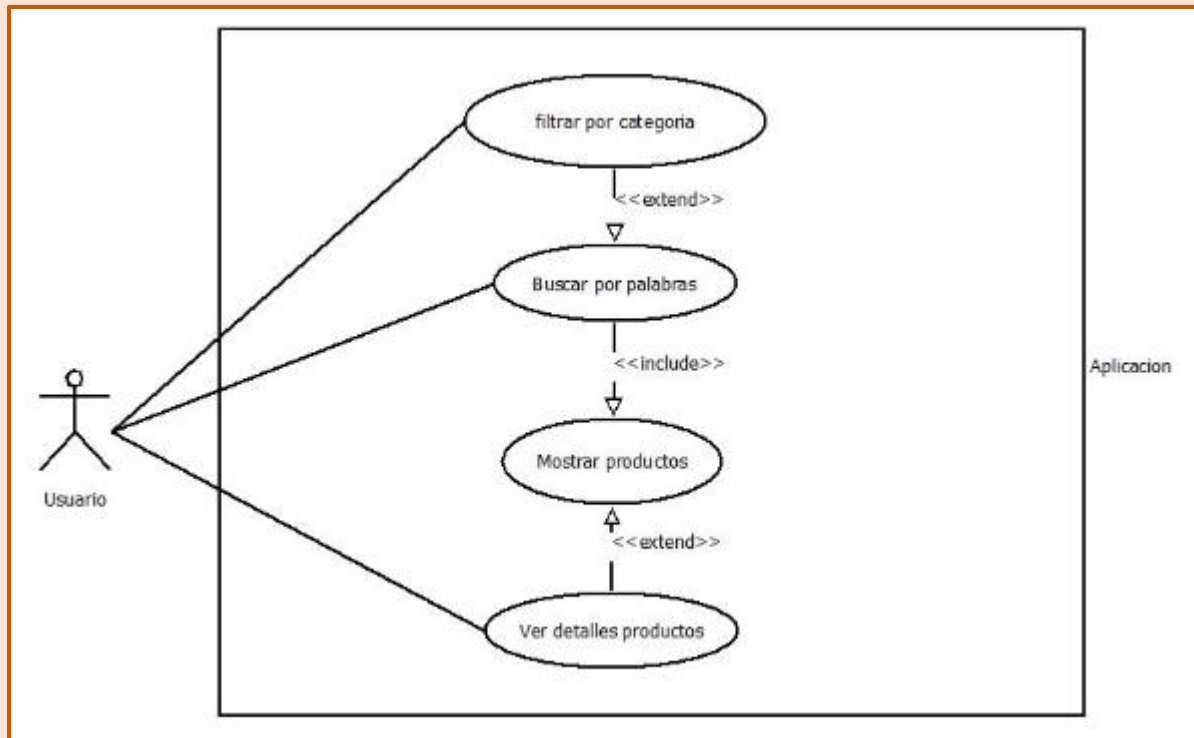 filtrar por categoria
<<extend>>
Buscar por palabras
<<include>>
Aplicacion
Mostrar productos
Usuario
<<extend>>
Ver detalles productos